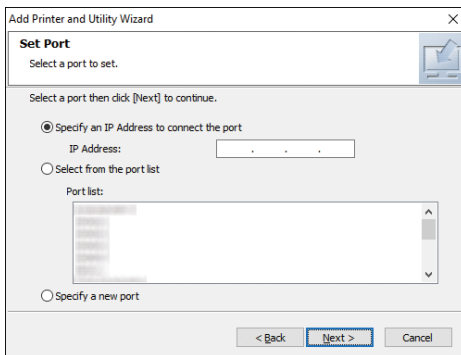 Add Printer and Utility Wizard
Set Port
Select a port to set.
Select a port then click [Next] to continue.
Specify an IP Address to connect the port
IP Address: . . .
Select from the port list
Port list:
Specify a new port
< Back Next > Cancel